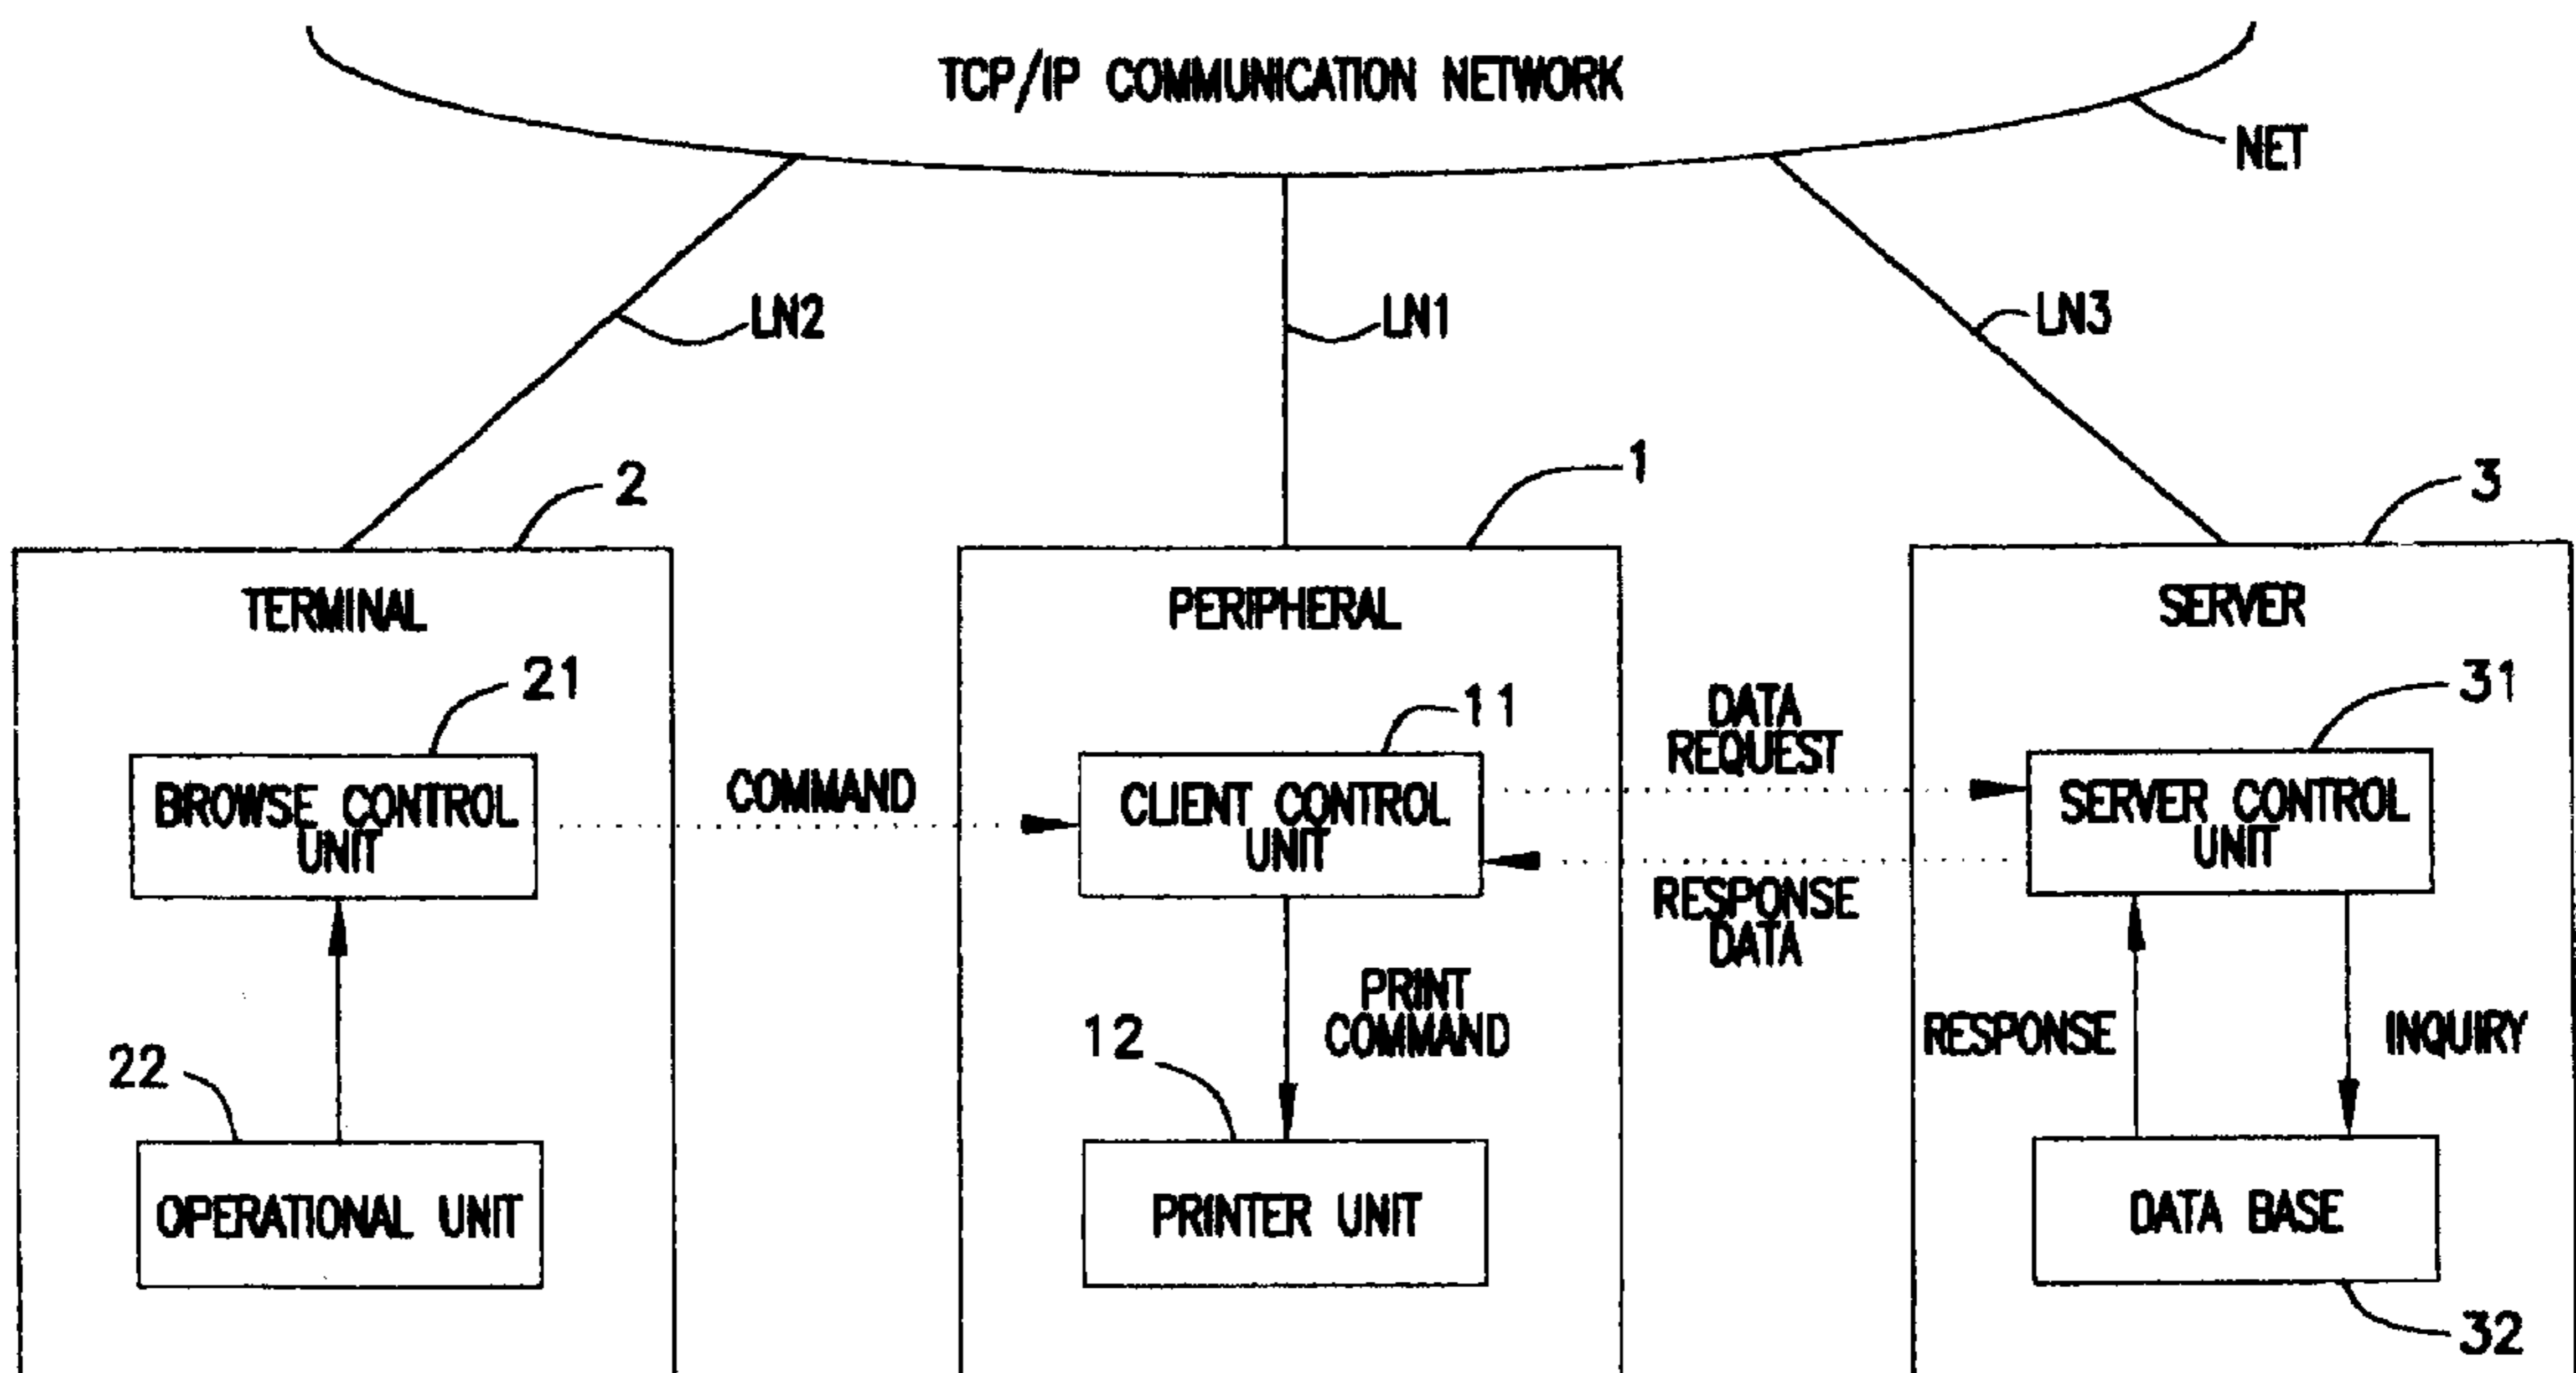 TCP/IP COMMUNICATION NETWORK
NET
LN2
LN1
LN3
2
1
3
TERMINAL
PERIPHERAL
SERVER
21
11
DATA
REQUEST
31
BROWSE CONTROL
UNIT
COMMAND
CLIENT CONTROL
UNIT
SERVER CONTROL
UNIT
RESPONSE
DATA
22
12
PRINT
COMMAND
RESPONSE
INQUIRY
OPERATIONAL UNIT
PRINTER UNIT
DATA BASE
32